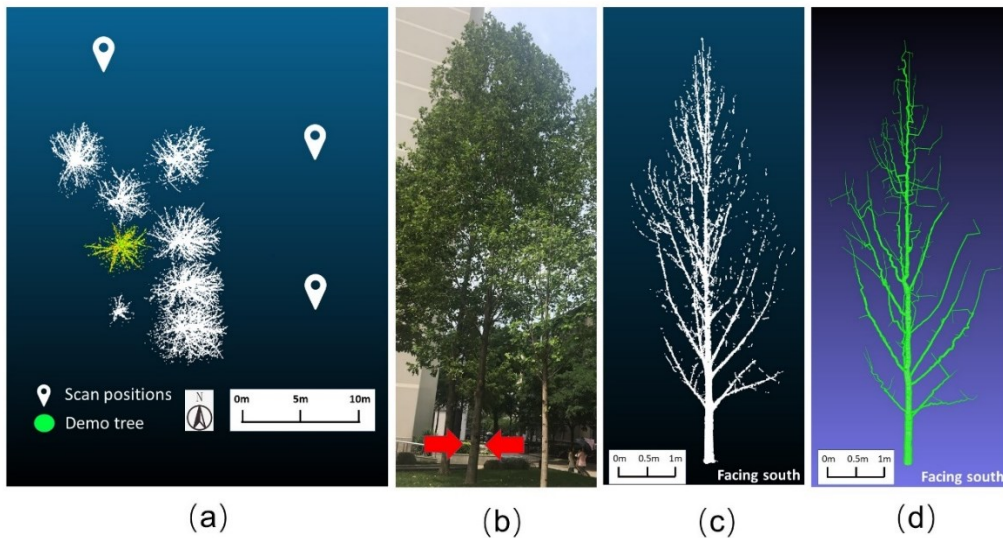 Scan positions
Demo tree
N
0m 5m 10m
0m 0.5m 1m
Facing south
0m 0.5m 1m
Facing south
(a) (b) (c) (d)